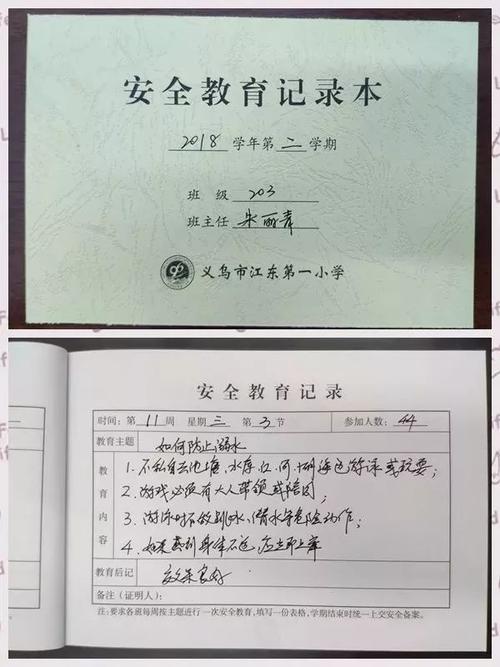 安全教育记录本
2018 学年第 二 学期
班 级 203
班主任 朱丽青
义乌市江东第一小学
安全教育记录
时间：第 11 周 星期 三 第 3 节 参加人数：44
教育主题 如何防止溺水
教育内容
1. 不私自去池塘、水库、江、河、湖海边游泳或玩耍；
2. 游泳必须有大人带领或陪同；
3. 游泳时不做跳水、潜水等危险动作；
4. 如果感到身体不适，应立即上岸
教育后记 效果良好
备注（证明人）：
注：要求各班每周按主题进行一次安全教育，填写一份表格，学期结束时统一上交安全备案。